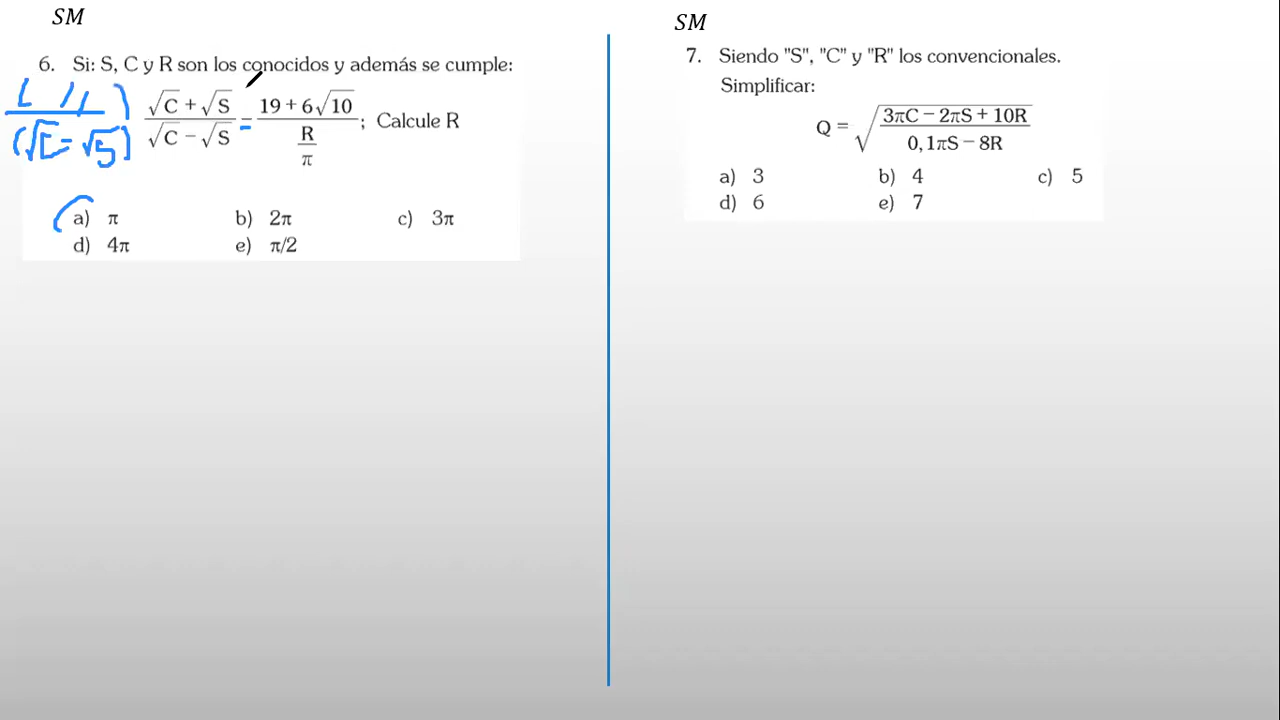 SM
6. Si: S, C y R son los conocidos y además se cumple:
(√C + √S)/(√C − √S) = (19 + 6√10)/(R/π); Calcule R
(√C − √S)
a) π b) 2π c) 3π
d) 4π e) π/2
SM
7. Siendo "S", "C" y "R" los convencionales.
Simplificar:
Q = √((3πC − 2πS + 10R)/(0,1πS − 8R))
a) 3 b) 4 c) 5
d) 6 e) 7